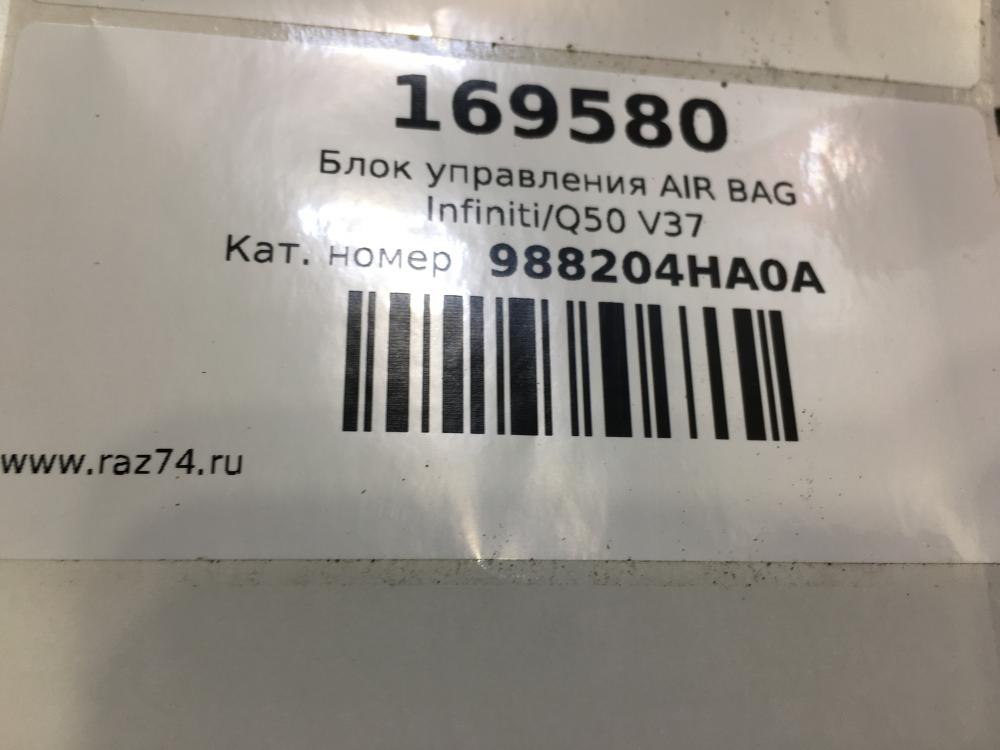 169580
Блок управления AIR BAG
Infiniti/Q50 V37
Кат. номер 988204HA0A
www.raz74.ru